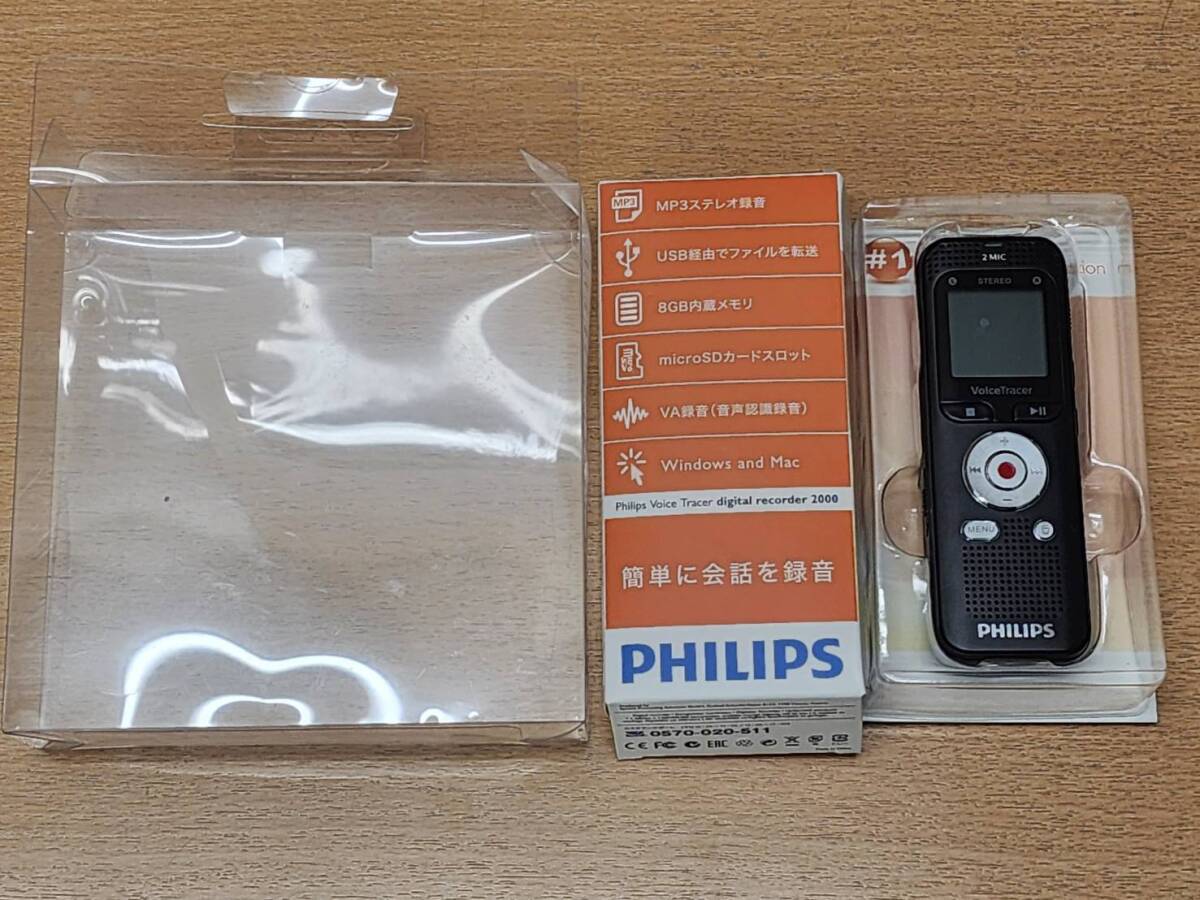 MP3
MP3ステレオ録音
USB経由でファイルを転送
8GB内蔵メモリ
microSDカードスロット
VA録音（音声認識録音）
Windows and Mac
Philips Voice Tracer digital recorder 2000
簡単に会話を録音
PHILIPS
0570-020-511
CE FC EAC
#1
2 MIC
STEREO
VoiceTracer
MENU
PHILIPS